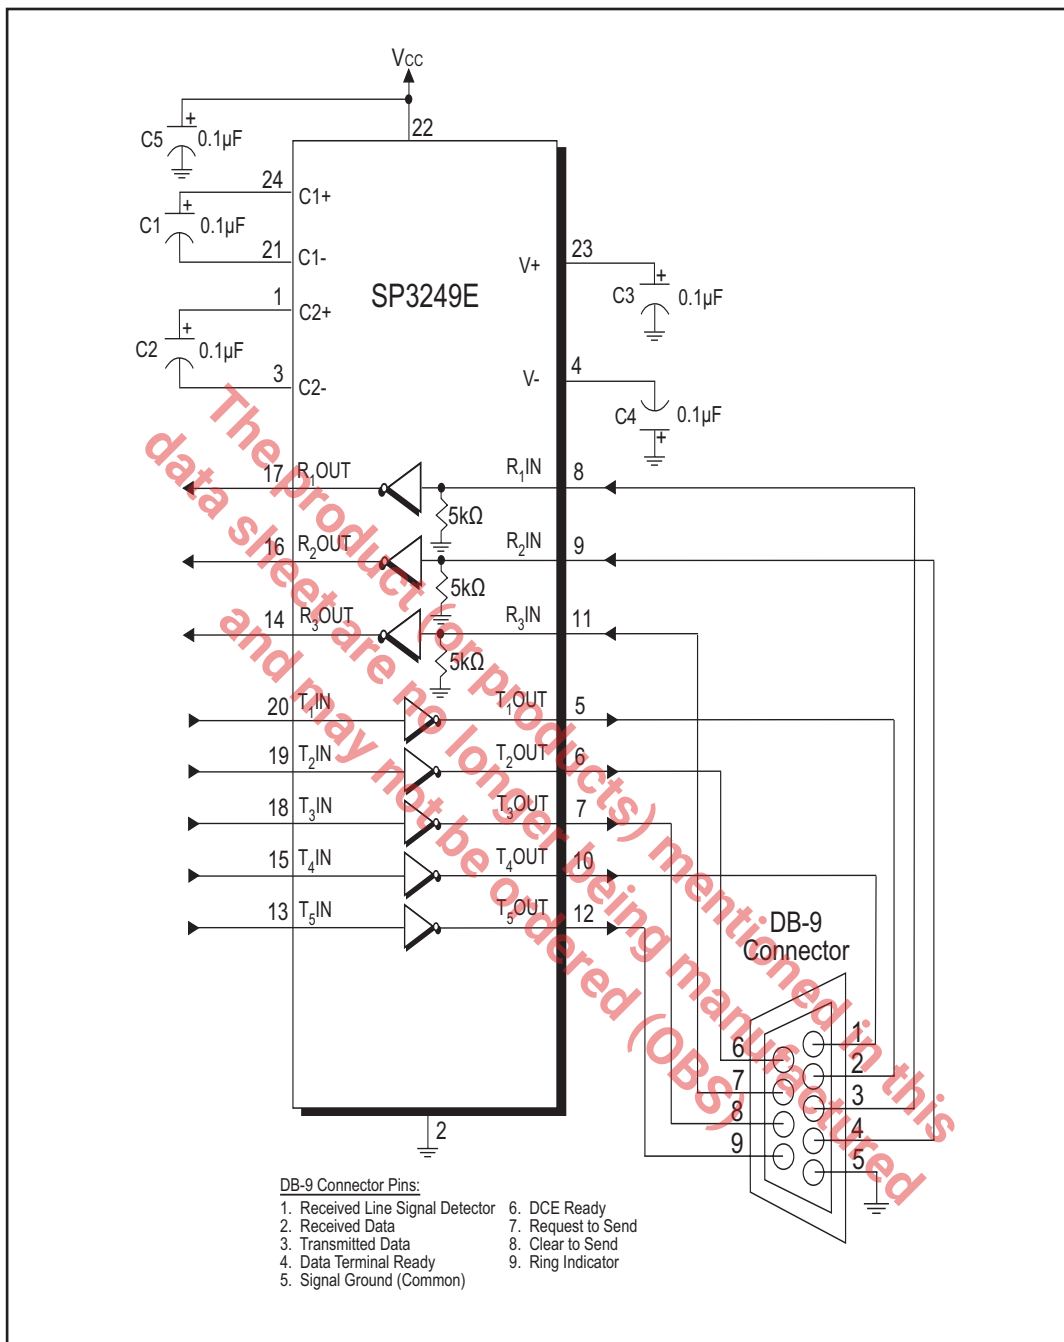 VCC
22
C5
+
0.1µF
24
C1+
C1
+
0.1µF
21
C1-
SP3249E
V+
23
C3
+
0.1µF
1
C2+
C2
+
0.1µF
3
C2-
V-
4
C4
0.1µF
+
17
R1OUT
R1IN
8
5kΩ
16
R2OUT
R2IN
9
5kΩ
14
R3OUT
R3IN
11
5kΩ
20
T1IN
T1OUT
5
19
T2IN
T2OUT
6
18
T3IN
T3OUT
7
15
T4IN
T4OUT
10
13
T5IN
T5OUT
12
DB-9
Connector
6
7
8
9
1
2
3
4
5
2
DB-9 Connector Pins:
1. Received Line Signal Detector
2. Received Data
3. Transmitted Data
4. Data Terminal Ready
5. Signal Ground (Common)
6. DCE Ready
7. Request to Send
8. Clear to Send
9. Ring Indicator
The product (or products) mentioned in this
data sheet are no longer being manufactured
and may not be ordered (OBS)